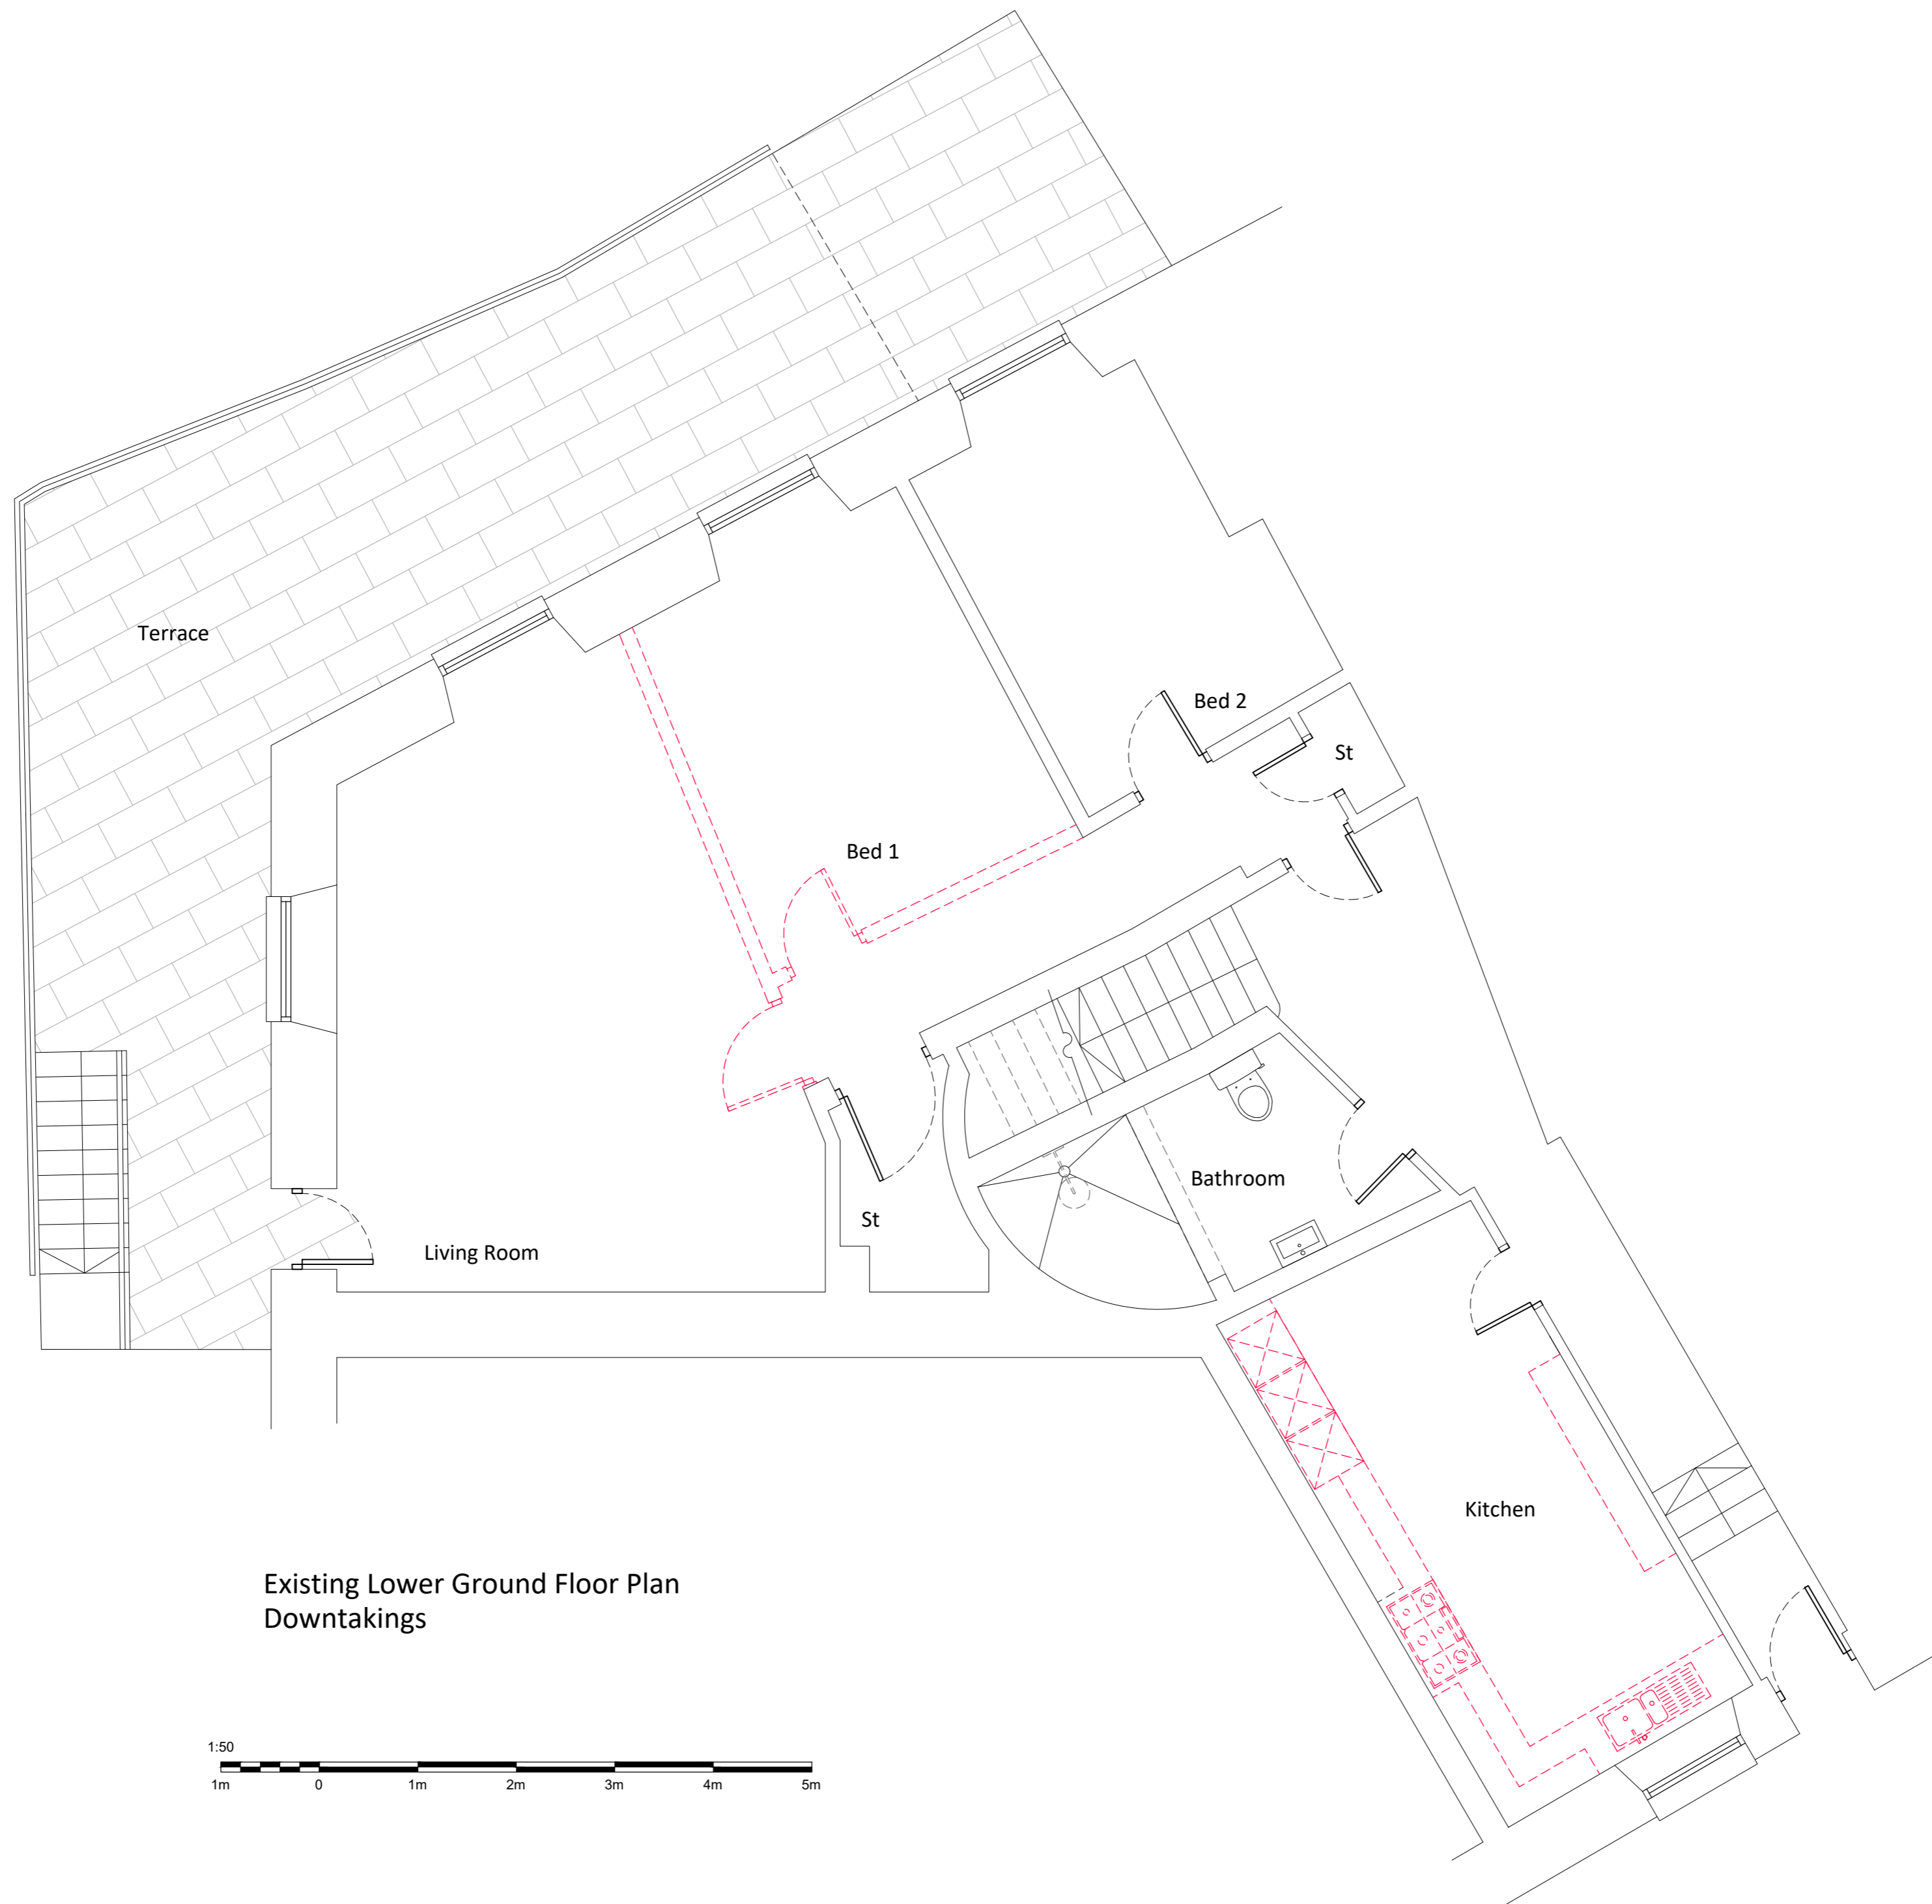 Terrace
Bed 2
St
Bed 1
Bathroom
St
Living Room
Kitchen
Existing Lower Ground Floor Plan
Downtakings
1:50
1m 0 1m 2m 3m 4m 5m